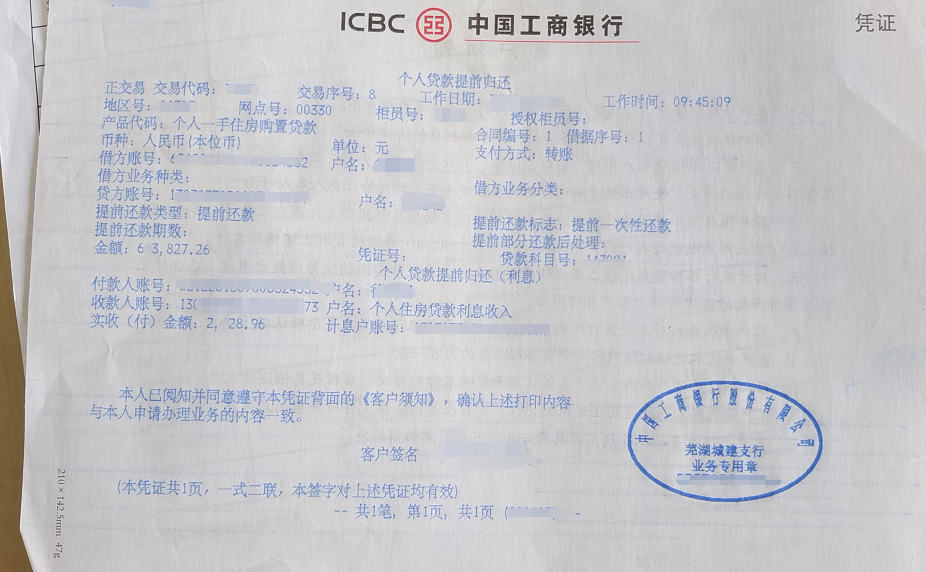 ICBC 中国工商银行
凭证
个人贷款提前归还
正交易 交易代码: 交易序号: 8 工作日期: 工作时间: 09:45:09
地区号: 网点号: 00330 柜员号: 授权柜员号:
产品代码: 个人一手住房购置贷款 合同编号: 1 借据序号: 1
币种: 人民币(本位币) 单位: 元 支付方式: 转账
借方账号: 户名:
借方业务种类: 借方业务分类:
贷方账号: 户名:
提前还款类型: 提前还款 提前还款标志: 提前一次性还款
提前还款期数: 提前部分还款后处理:
金额: 6 3,827.26 凭证号: 贷款科目号:
个人贷款提前归还(利息)
付款人账号: 户名:
收款人账号: 130 73 户名: 个人住房贷款利息收入
实收（付）金额: 2, 28.96 计息户账号:
本人已阅知并同意遵守本凭证背面的《客户须知》, 确认上述打印内容
与本人申请办理业务的内容一致。
客户签名
中国工商银行股份有限公司
芜湖城建支行
业务专用章
(本凭证共1页, 一式二联, 本签字对上述凭证均有效)
-- 共1笔, 第1页, 共1页 ( ) -
210×142.5mm 47g